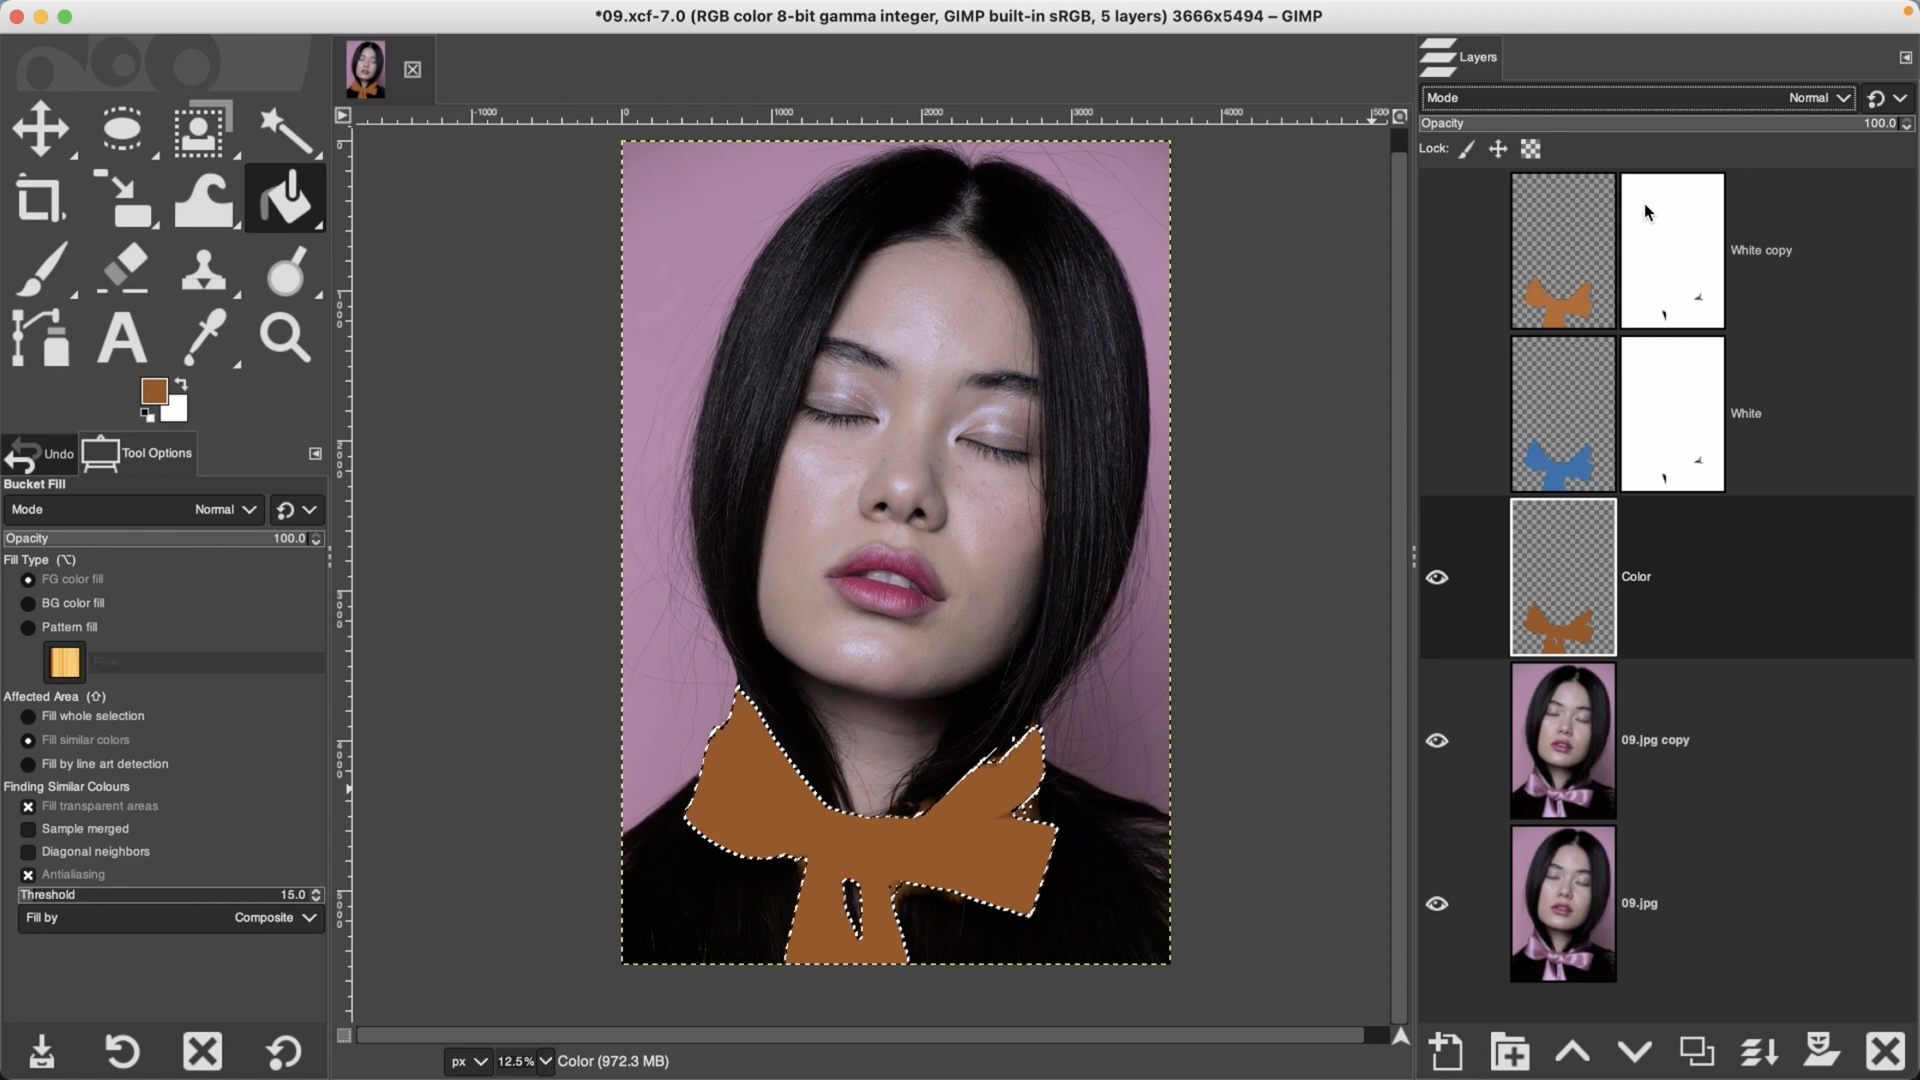 *09.xcf-7.0 (RGB color 8-bit gamma integer, GIMP built-in sRGB, 5 layers) 3666x5494 – GIMP
Layers
Mode Normal
Opacity 100.0
Lock:
-1000 0 1000 2000 3000 4000 500
White copy
White
Color
09.jpg copy
09.jpg
Undo Tool Options
Bucket Fill
Mode Normal
Opacity 100.0
Fill Type (⌥)
FG color fill
BG color fill
Pattern fill
Pine
Affected Area (⇧)
Fill whole selection
Fill similar colors
Fill by line art detection
Finding Similar Colours
Fill transparent areas
Sample merged
Diagonal neighbors
Antialiasing
Threshold 15.0
Fill by Composite
px 12.5% Color (972.3 MB)